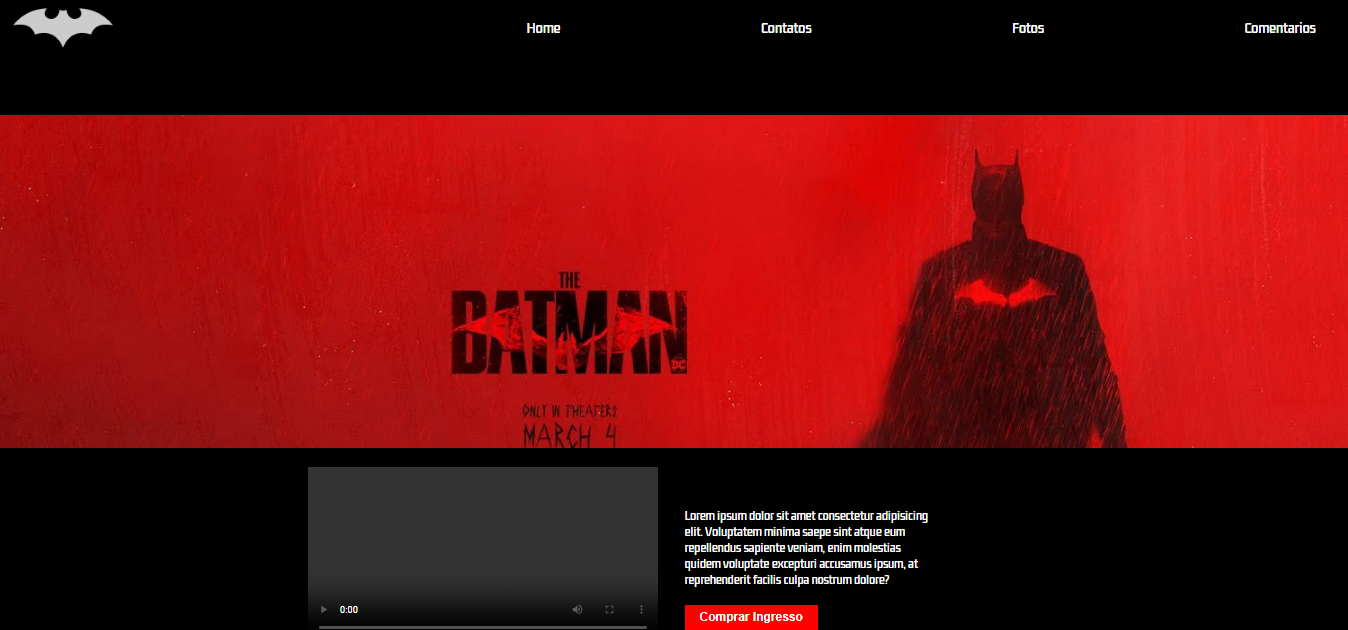 Home Contatos Fotos Comentarios
THE
BATMAN
DC
ONLY IN THEATERS
MARCH 4
Lorem ipsum dolor sit amet consectetur adipisicing
elit. Voluptatem minima saepe sint atque eum
repellendus sapiente veniam, enim molestias
quidem voluptate excepturi accusamus ipsum, at
reprehenderit facilis culpa nostrum dolore?
0:00
Comprar Ingresso